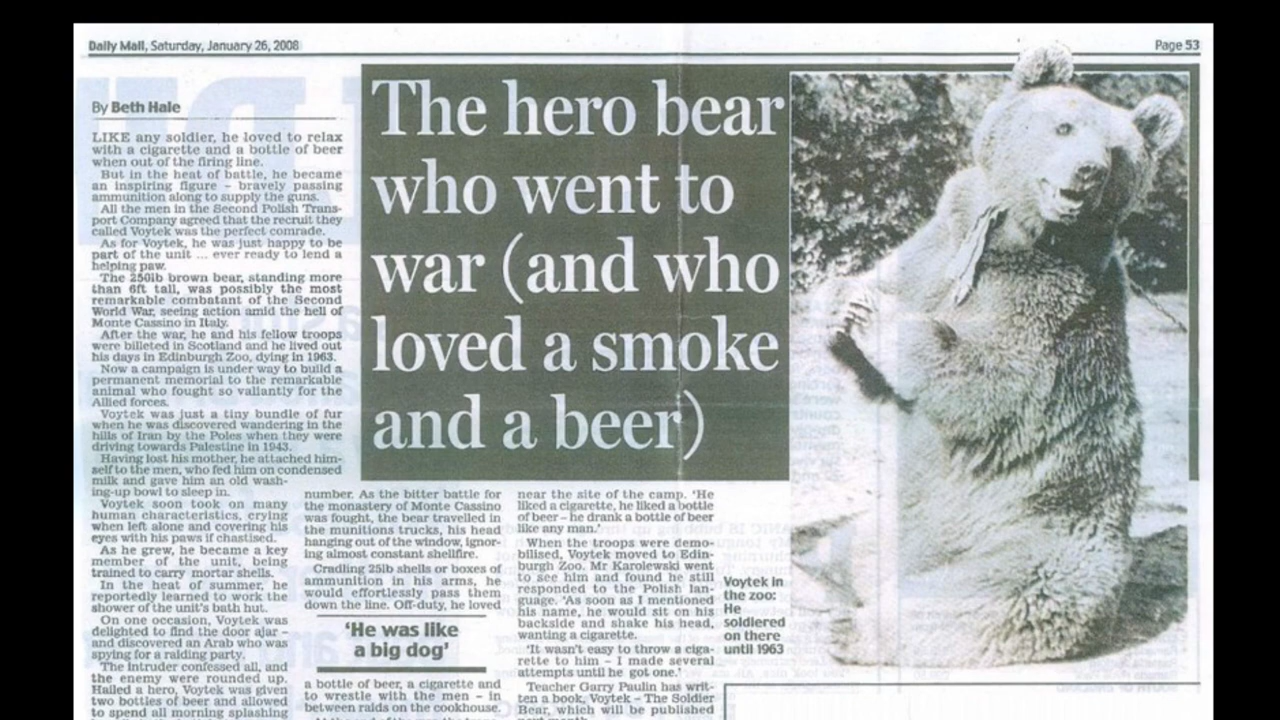 Daily Mail, Saturday, January 26, 2008
Page 53
The hero bear
who went to
war (and who
loved a smoke
and a beer)
By Beth Hale
LIKE any soldier, he loved to relax
with a cigarette and a bottle of beer
when out of the firing line.
But in the heat of battle, he became
an inspiring figure – bravely passing
ammunition along to supply the guns.
All the men in the Second Polish Trans-
port Company agreed that the recruit they
called Voytek was the perfect comrade.
As for Voytek, he was just happy to be
part of the unit ... ever ready to lend a
helping paw.
The 250lb brown bear, standing more
than 6ft tall, was possibly the most
remarkable combatant of the Second
World War, seeing action amid the hell of
Monte Cassino in Italy.
After the war, he and his fellow troops
were billeted in Scotland and he lived out
his days in Edinburgh Zoo, dying in 1963.
Now a campaign is under way to build a
permanent memorial to the remarkable
animal who fought so valiantly for the
Allied forces.
Voytek was just a tiny bundle of fur
when he was discovered wandering in the
hills of Iran by the Poles when they were
driving towards Palestine in 1943.
Having lost his mother, he attached him-
self to the men, who fed him on condensed
milk and gave him an old wash-
ing-up bowl to sleep in.
Voytek soon took on many
human characteristics, crying
when left alone and covering his
eyes with his paws if chastised.
As he grew, he became a key
member of the unit, being
trained to carry mortar shells.
In the heat of summer, he
reportedly learned to work the
shower of the unit's bath hut.
On one occasion, Voytek was
delighted to find the door ajar –
and discovered an Arab who was
spying for a raiding party.
The intruder confessed all, and
the enemy were rounded up.
Hailed a hero, Voytek was given
two bottles of beer and allowed
to spend all morning splashing
number. As the bitter battle for
the monastery of Monte Cassino
was fought, the bear travelled in
the munitions trucks, his head
hanging out of the window, ignor-
ing almost constant shellfire.
Cradling 25lb shells or boxes of
ammunition in his arms, he
would effortlessly pass them
down the line. Off-duty, he loved
'He was like
a big dog'
a bottle of beer, a cigarette and
to wrestle with the men – in
between raids on the cookhouse.
near the site of the camp. 'He
liked a cigarette, he liked a bottle
of beer – he drank a bottle of beer
like any man.'
When the troops were demo-
bilised, Voytek moved to Edin-
burgh Zoo. Mr Karolewski went
to see him and found he still
responded to the Polish lan-
guage. 'As soon as I mentioned
his name, he would sit on his
backside and shake his head,
wanting a cigarette.
'It wasn't easy to throw a ciga-
rette to him – I made several
attempts until he got one.'
Teacher Garry Paulin has writ-
ten a book, Voytek – The Soldier
Bear, which will be published
next month.
Voytek in
the zoo:
He
soldiered
on there
until 1963